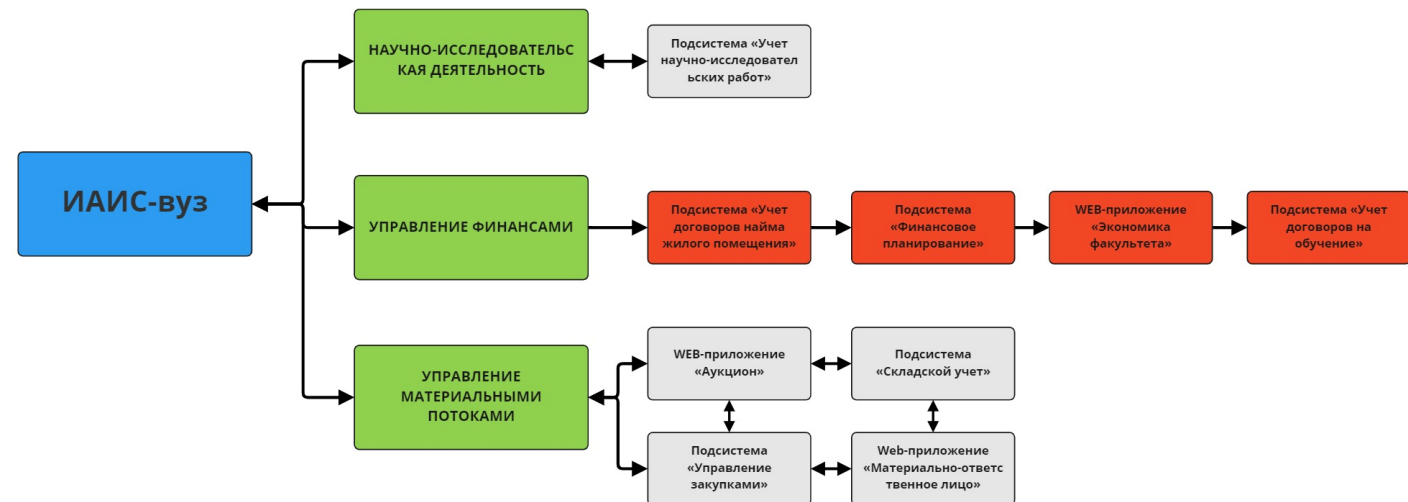 НАУЧНО-ИССЛЕДОВАТЕЛЬС
КАЯ ДЕЯТЕЛЬНОСТЬ
Подсистема «Учет
научно-исследовател
ьских работ»
ИАИС-вуз
УПРАВЛЕНИЕ ФИНАНСАМИ
Подсистема «Учет
договоров найма
жилого помещения»
Подсистема
«Финансовое
планирование»
WEB-приложение
«Экономика
факультета»
Подсистема «Учет
договоров на
обучение»
УПРАВЛЕНИЕ
МАТЕРИАЛЬНЫМИ
ПОТОКАМИ
WEB-приложение
«Аукцион»
Подсистема
«Складской учет»
Подсистема
«Управление
закупками»
Web-приложение
«Материально-ответс
твенное лицо»